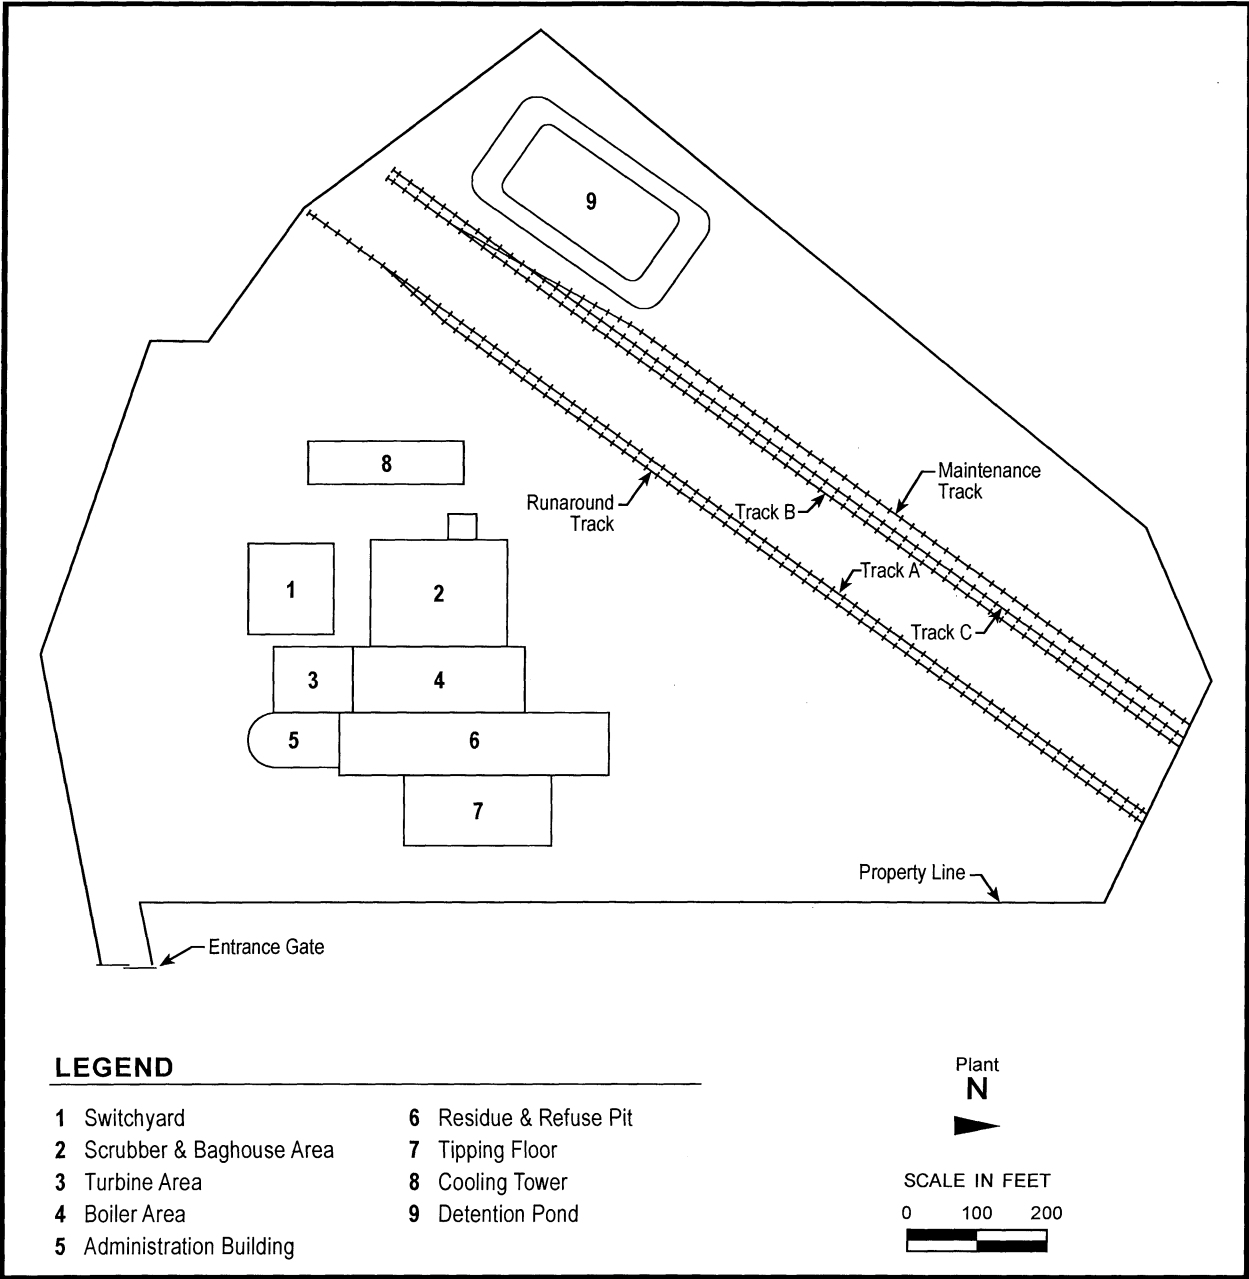 9
8
Maintenance
Track
Runaround
Track
Track B
Track A
1
2
Track C
3
4
5
6
7
Property Line
Entrance Gate
LEGEND
1 Switchyard
2 Scrubber & Baghouse Area
3 Turbine Area
4 Boiler Area
5 Administration Building
6 Residue & Refuse Pit
7 Tipping Floor
8 Cooling Tower
9 Detention Pond
Plant
N
SCALE IN FEET
0 100 200